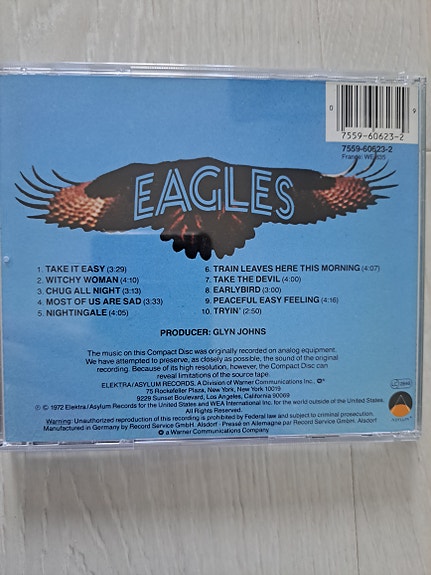 0
9
7559-60623-2
7559-60623-2
France: WE 835
EAGLES
1. TAKE IT EASY (3:29)
2. WITCHY WOMAN (4:10)
3. CHUG ALL NIGHT (3:13)
4. MOST OF US ARE SAD (3:33)
5. NIGHTINGALE (4:05)
6. TRAIN LEAVES HERE THIS MORNING (4:07)
7. TAKE THE DEVIL (4:00)
8. EARLYBIRD (3:00)
9. PEACEFUL EASY FEELING (4:16)
10. TRYIN' (2:50)
PRODUCER: GLYN JOHNS
The music on this Compact Disc was originally recorded on analog equipment.
We have attempted to preserve, as closely as possible, the sound of the original
recording. Because of its high resolution, however, the Compact Disc can
reveal limitations of the source tape.
ELEKTRA/ASYLUM RECORDS, A Division of Warner Communications Inc.
75 Rockefeller Plaza, New York, New York 10019
9229 Sunset Boulevard, Los Angeles, California 90069
℗ © 1972 Elektra/Asylum Records for the United States and WEA International Inc. for the world outside of the United States.
All Rights Reserved.
Warning: Unauthorized reproduction of this recording is prohibited by Federal law and subject to criminal prosecution.
Manufactured in Germany by Record Service GmbH, Alsdorf - Pressé en Allemagne par Record Service GmbH, Alsdorf.
a Warner Communications Company.